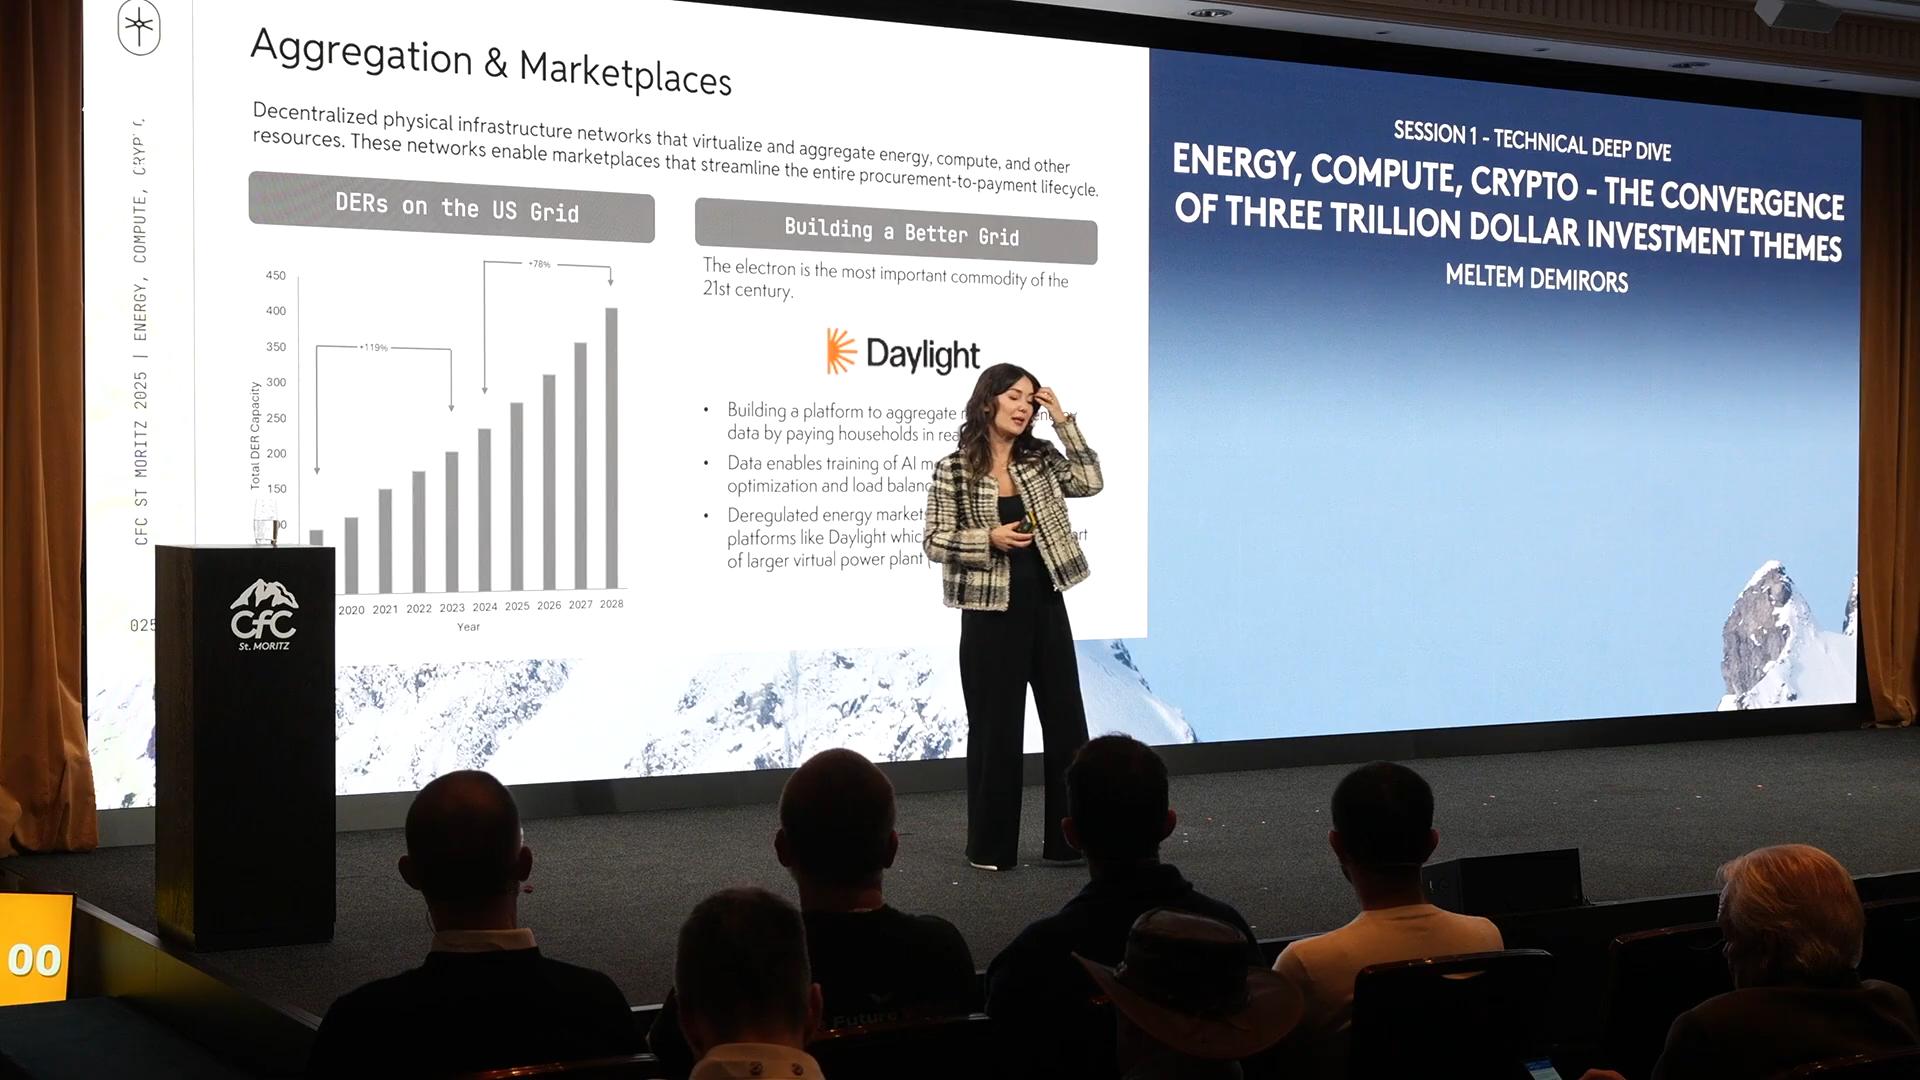 Aggregation & Marketplaces
Decentralized physical infrastructure networks that virtualize and aggregate energy, compute, and other
resources. These networks enable marketplaces that streamline the entire procurement-to-payment lifecycle.
DERs on the US Grid
+78%
+119%
450
400
350
300
250
200
150
Total DER Capacity
2020 2021 2022 2023 2024 2025 2026 2027 2028
Year
Building a Better Grid
The electron is the most important commodity of the
21st century.
Daylight
• Building a platform to aggregate
data by paying households in
• Data enables training of AI
optimization and load
• Deregulated energy
platforms like Daylight
of larger virtual power plant
CFC ST MORITZ 2025 | ENERGY, COMPUTE,
025
SESSION 1 - TECHNICAL DEEP DIVE
ENERGY, COMPUTE, CRYPTO - THE CONVERGENCE
OF THREE TRILLION DOLLAR INVESTMENT THEMES
MELTEM DEMIRORS
CfC
St. MORITZ
00
Future